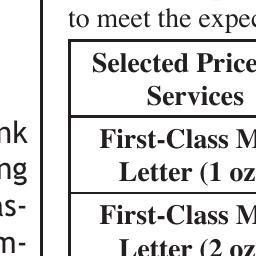 to meet the expec
Selected Price
Services
First-Class M
Letter (1 oz
First-Class M
Letter (2 oz
nk
ng
as-
m-